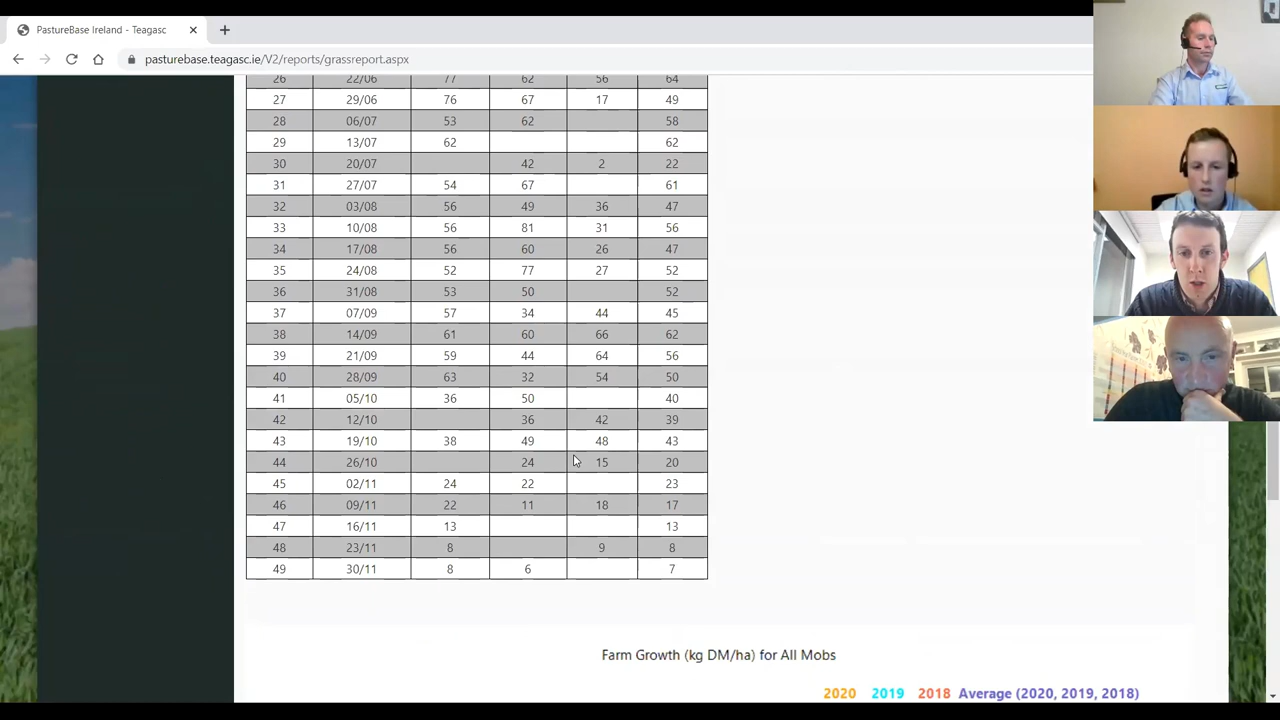 PastureBase Ireland - Teagasc
pasturebase.teagasc.ie/V2/reports/grassreport.aspx
26 22/06 77 62 56 64
27 29/06 76 67 17 49
28 06/07 53 62 58
29 13/07 62 62
30 20/07 42 2 22
31 27/07 54 67 61
32 03/08 56 49 36 47
33 10/08 56 81 31 56
34 17/08 56 60 26 47
35 24/08 52 77 27 52
36 31/08 53 50 52
37 07/09 57 34 44 45
38 14/09 61 60 66 62
39 21/09 59 44 64 56
40 28/09 63 32 54 50
41 05/10 36 50 40
42 12/10 36 42 39
43 19/10 38 49 48 43
44 26/10 24 15 20
45 02/11 24 22 23
46 09/11 22 11 18 17
47 16/11 13 13
48 23/11 8 9 8
49 30/11 8 6 7
Farm Growth (kg DM/ha) for All Mobs
2020 2019 2018 Average (2020, 2019, 2018)